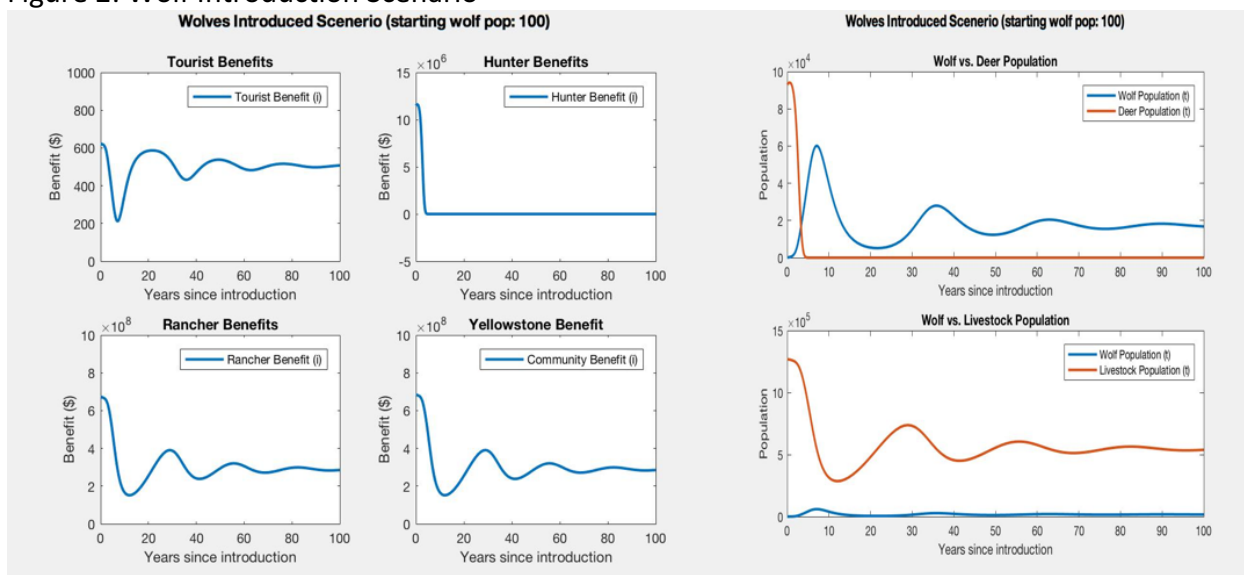 Wolves Introduced Scenerio (starting wolf pop: 100)
Tourist Benefits
1000
800
600
400
200
0
Benefit ($)
Tourist Benefit (i)
0 20 40 60 80 100
Years since introduction
Hunter Benefits
×10⁶
15
10
5
0
-5
Benefit ($)
Hunter Benefit (i)
0 20 40 60 80 100
Years since introduction
Rancher Benefits
×10⁸
10
8
6
4
2
0
Benefit ($)
Rancher Benefit (i)
0 20 40 60 80 100
Years since introduction
Yellowstone Benefit
×10⁸
10
8
6
4
2
0
Benefit ($)
Community Benefit (i)
0 20 40 60 80 100
Years since introduction
Wolves Introduced Scenerio (starting wolf pop: 100)
Wolf vs. Deer Population
×10⁴
10
8
6
4
2
0
Population
Wolf Population (t)
Deer Population (t)
0 10 20 30 40 50 60 70 80 90 100
Years since introduction
Wolf vs. Livestock Population
×10⁵
15
10
5
0
Population
Wolf Population (t)
Livestock Population (t)
0 10 20 30 40 50 60 70 80 90 100
Years since introduction